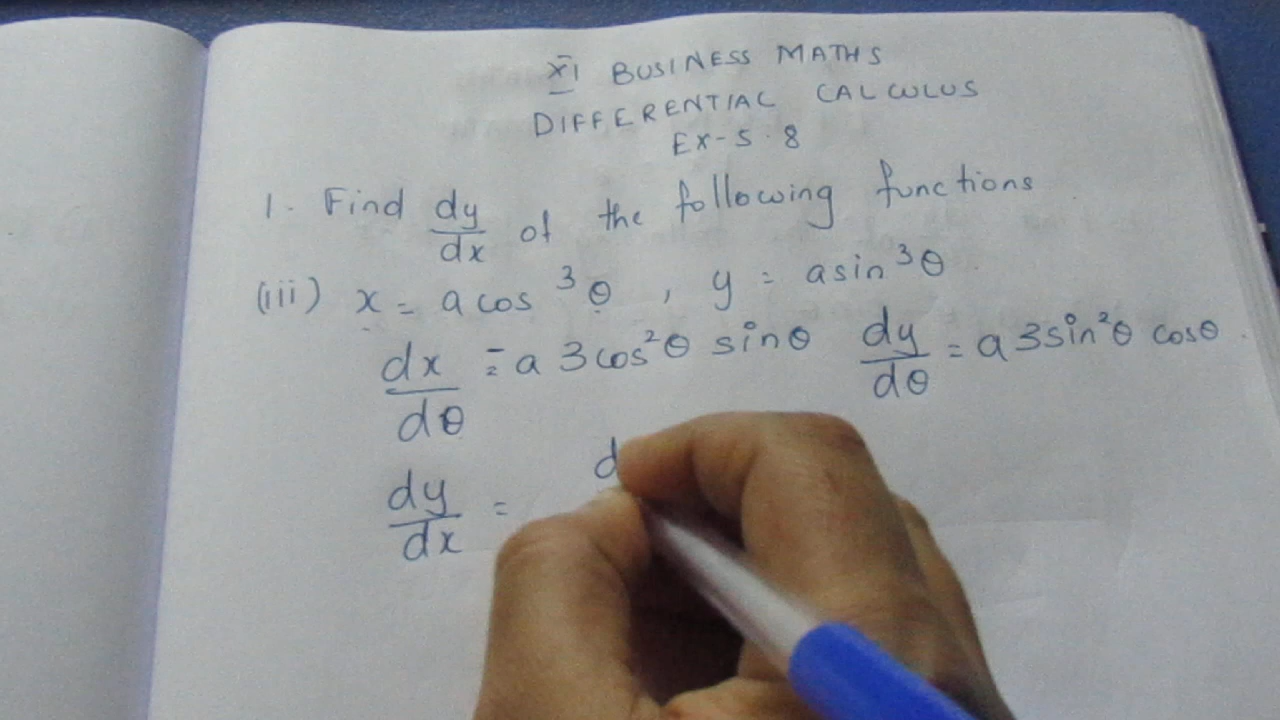 XI BUSINESS MATHS
DIFFERENTIAL CALCULUS
EX-5.8
1. Find dy/dx of the following functions
(iii) x = a cos³θ, y = a sin³θ
dx/dθ = -a 3cos²θ sinθ dy/dθ = a 3sin²θ cosθ
dy/dx = d